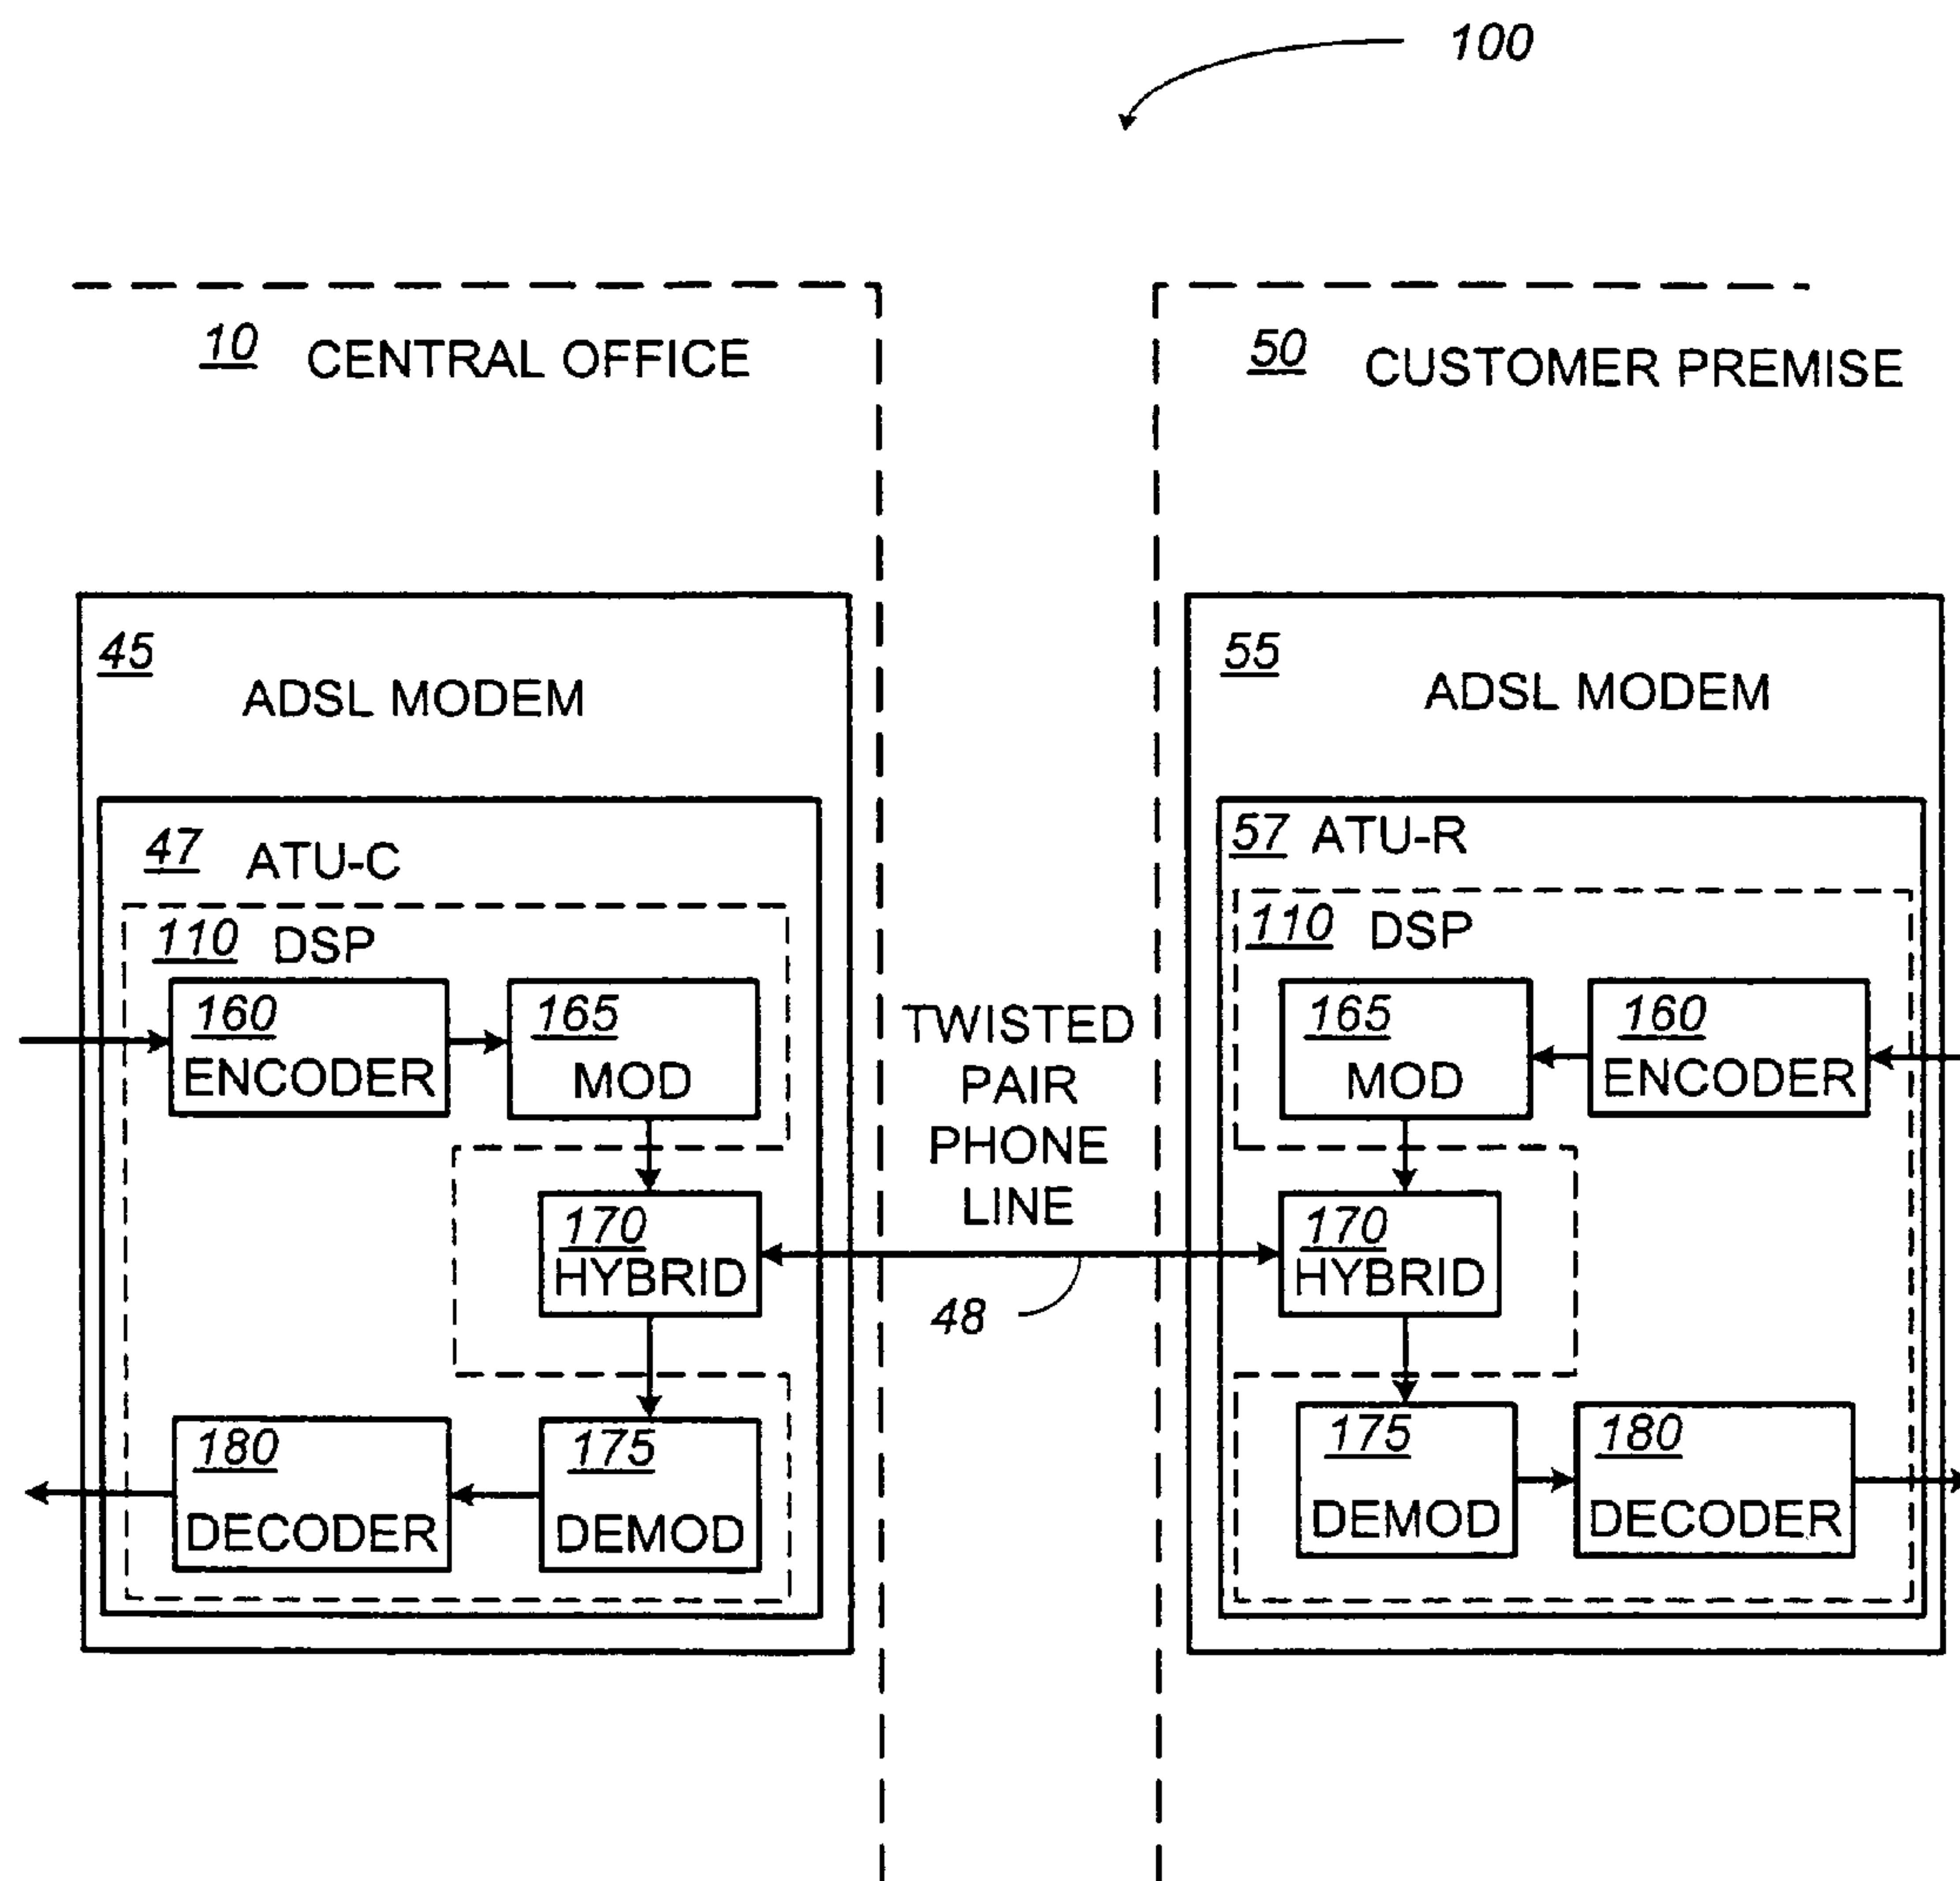 100
10 CENTRAL OFFICE
50 CUSTOMER PREMISE
45
ADSL MODEM
47 ATU-C
110 DSP
160
ENCODER
165
MOD
170
HYBRID
180
DECODER
175
DEMOD
TWISTED
PAIR
PHONE
LINE
48
55
ADSL MODEM
57 ATU-R
110 DSP
165
MOD
160
ENCODER
170
HYBRID
175
DEMOD
180
DECODER